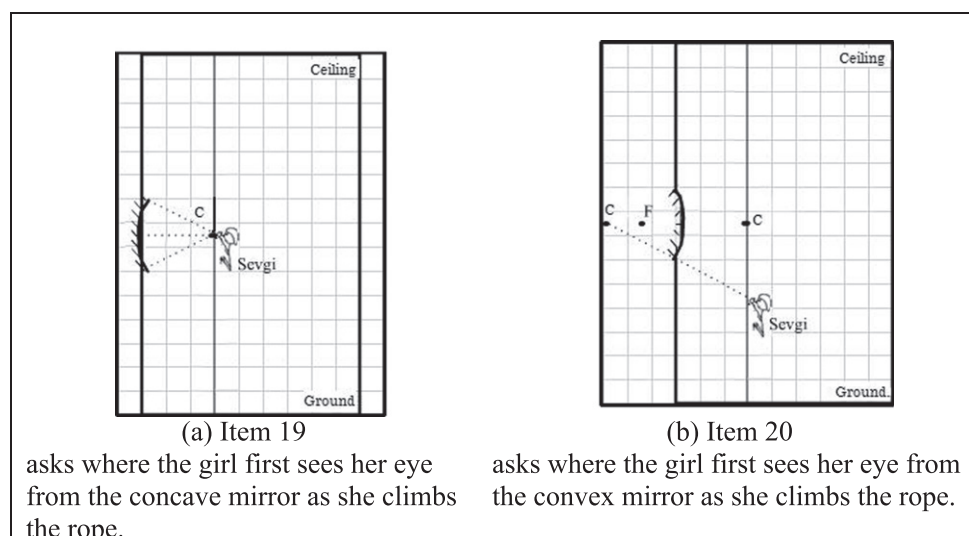 Ceiling
C
Sevgi
Ground
(a) Item 19
asks where the girl first sees her eye
from the concave mirror as she climbs
the rope.
Ceiling
C F C
Sevgi
Ground.
(b) Item 20
asks where the girl first sees her eye from
the convex mirror as she climbs the rope.